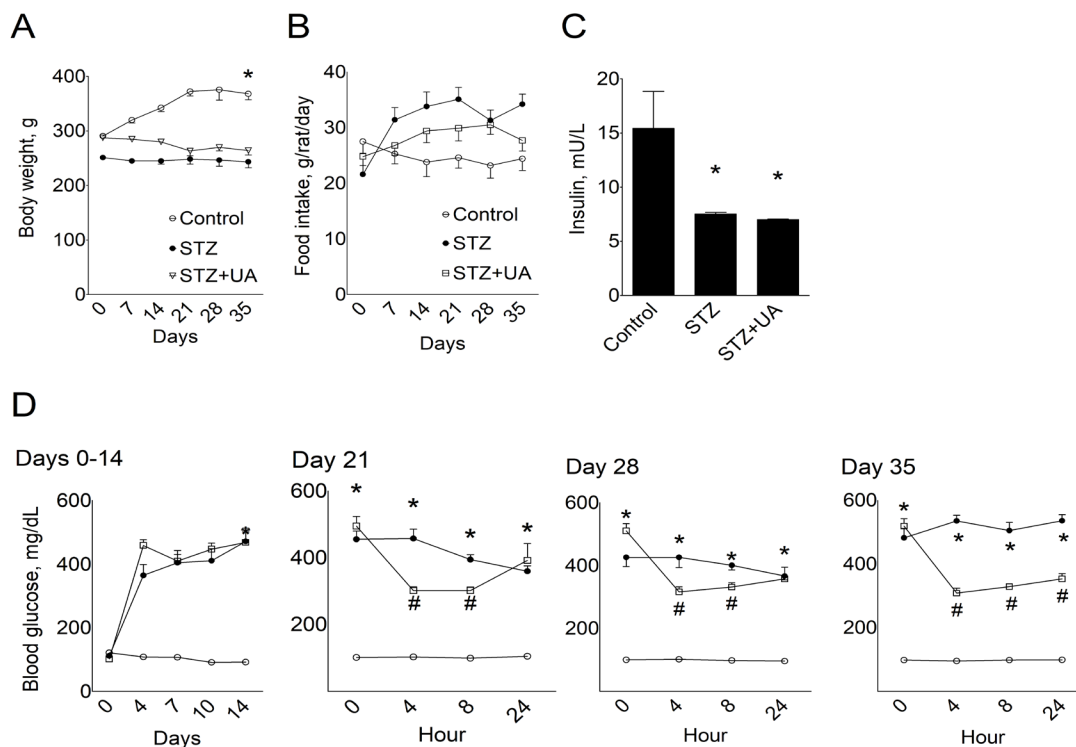 A
Body weight, g
400
300
200
100
0
*
Control
STZ
STZ+UA
0 7 14 21 28 35
Days
B
Food intake, g/rat/day
40
30
20
10
0
Control
STZ
STZ+UA
0 7 14 21 28 35
Days
C
Insulin, mU/L
20
15
10
5
0
* *
Control STZ STZ+UA
D
Days 0-14
Blood glucose, mg/dL
600
400
200
0
*
0 4 7 10 14
Days
Day 21
600
400
200
* * * *
# #
0 4 8 24
Hour
Day 28
600
400
200
* * * *
# #
0 4 8 24
Hour
Day 35
600
400
200
* * * *
# # #
0 4 8 24
Hour